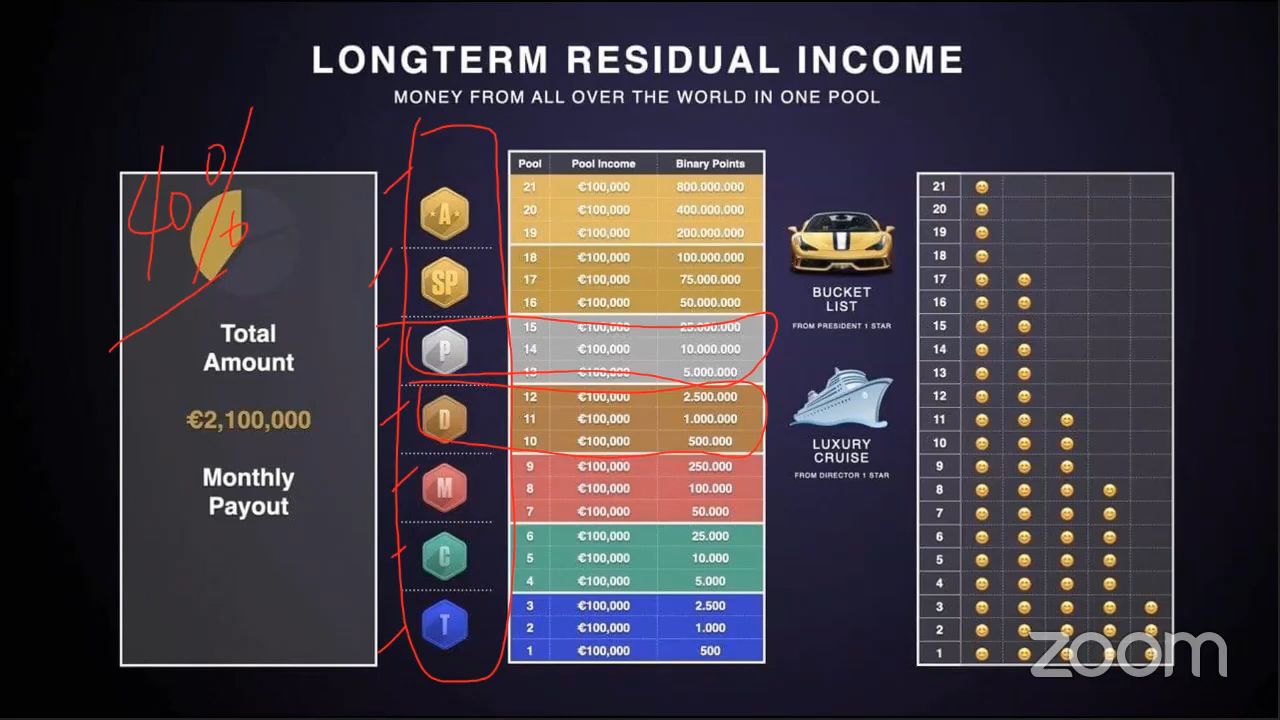 LONGTERM RESIDUAL INCOME
MONEY FROM ALL OVER THE WORLD IN ONE POOL
40%
Total
Amount
€2,100,000
Monthly
Payout
A
SP
P
D
M
C
T
Pool Pool Income Binary Points
21 €100,000 800.000.000
20 €100,000 400.000.000
19 €100,000 200.000.000
18 €100,000 100.000.000
17 €100,000 75.000.000
16 €100,000 50.000.000
15 €100,000 25.000.000
14 €100,000 10.000.000
13 €100,000 5.000.000
12 €100,000 2.500.000
11 €100,000 1.000.000
10 €100,000 500.000
9 €100,000 250.000
8 €100,000 100.000
7 €100,000 50.000
6 €100,000 25.000
5 €100,000 10.000
4 €100,000 5.000
3 €100,000 2.500
2 €100,000 1.000
1 €100,000 500
BUCKET
LIST
FROM PRESIDENT 1 STAR
LUXURY
CRUISE
FROM DIRECTOR 1 STAR
21
20
19
18
17
16
15
14
13
12
11
10
9
8
7
6
5
4
3
2
1
zoom